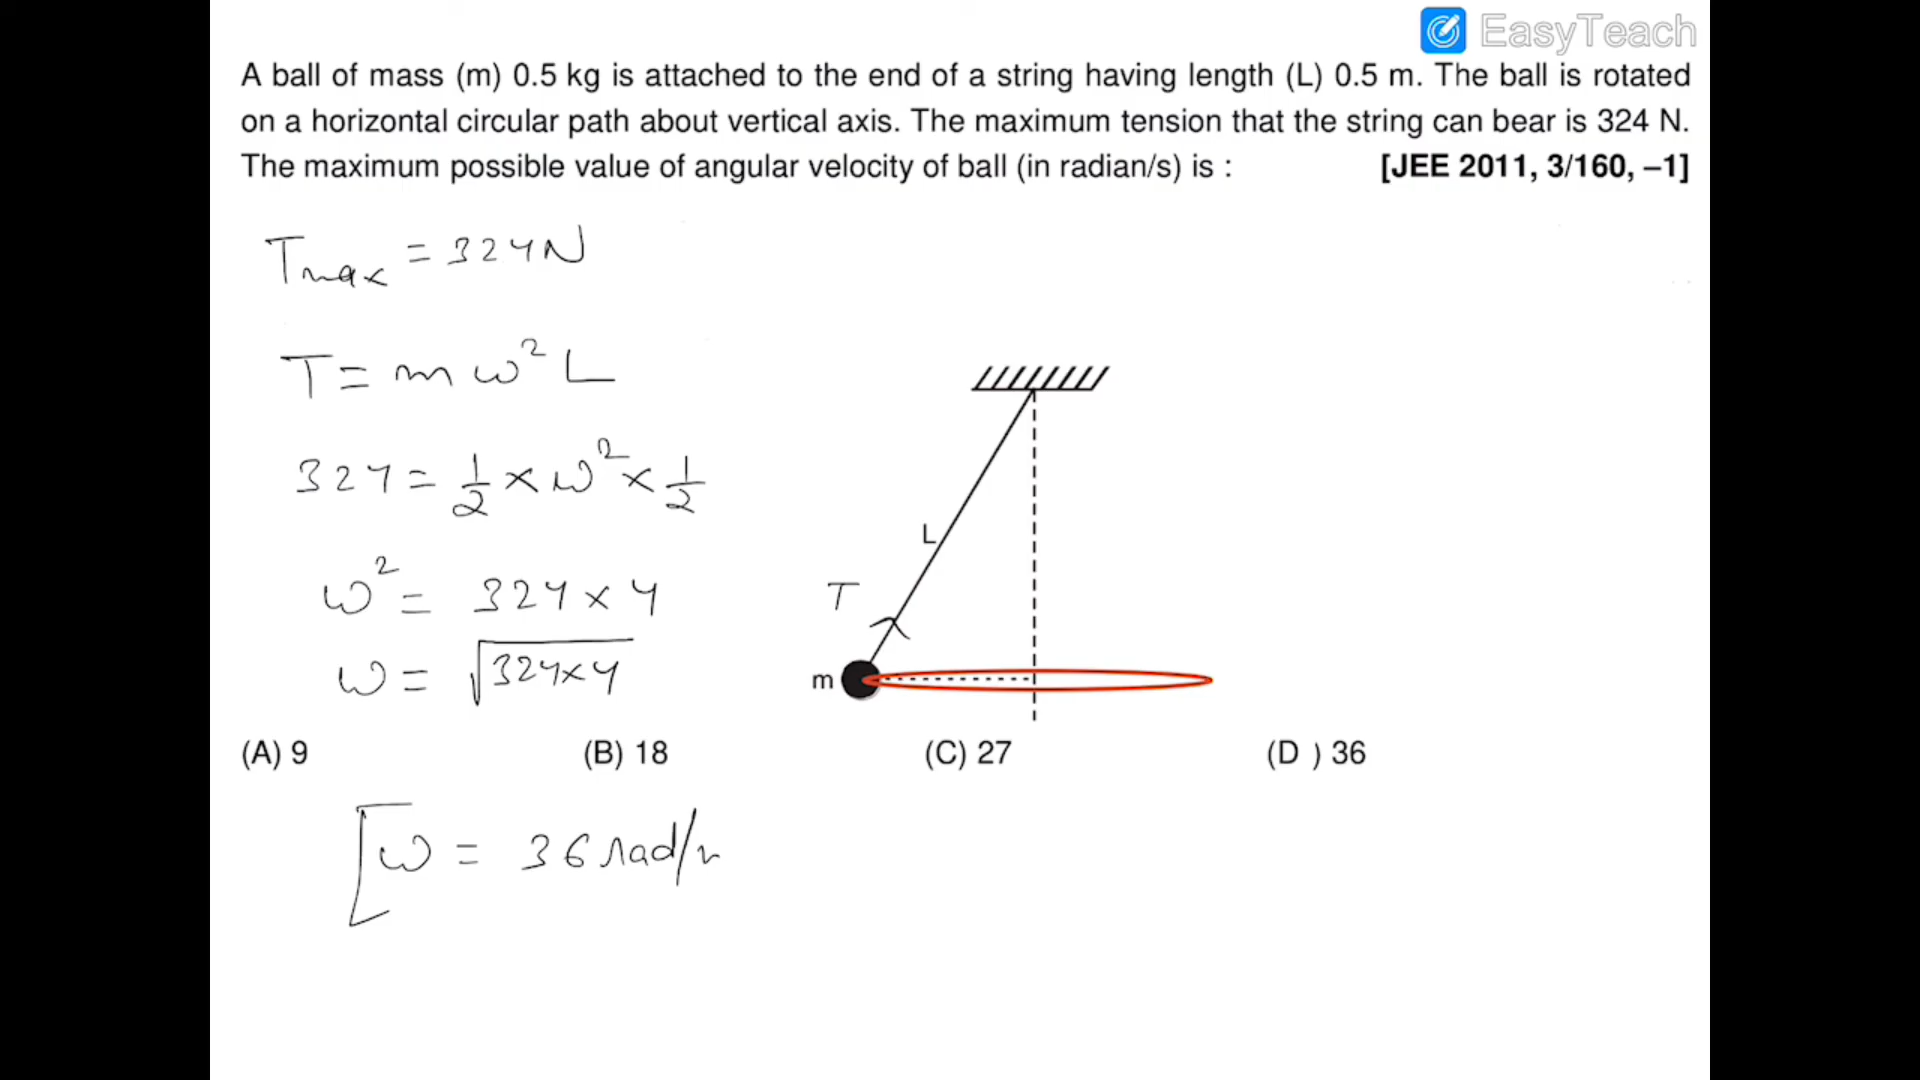 EasyTeach
A ball of mass (m) 0.5 kg is attached to the end of a string having length (L) 0.5 m. The ball is rotated
on a horizontal circular path about vertical axis. The maximum tension that the string can bear is 324 N.
The maximum possible value of angular velocity of ball (in radian/s) is : [JEE 2011, 3/160, –1]
Tmax = 324N
T = m ω² L
324 = 1/2 × ω² × 1/2
ω² = 324 × 4
ω = √324×4
L
T
m
(A) 9 (B) 18 (C) 27 (D ) 36
ω = 36 rad/s